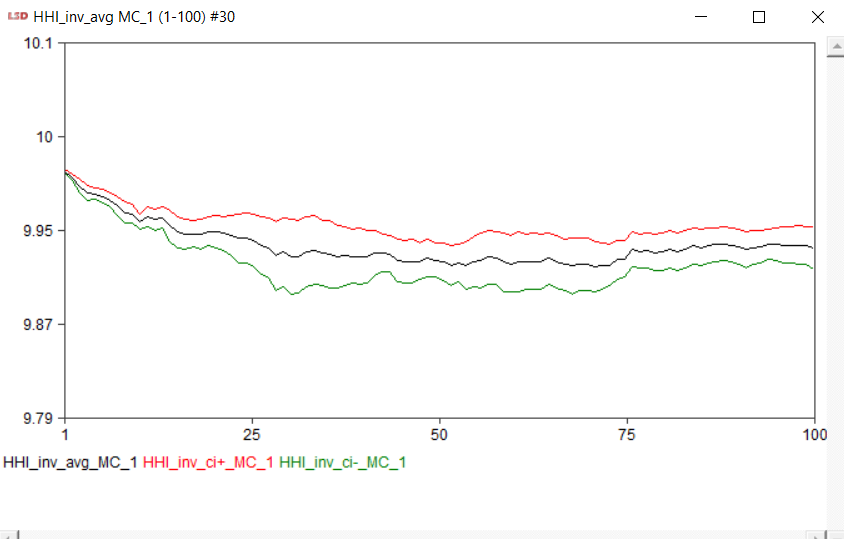 LSD HHI_inv_avg MC_1 (1-100) #30
10.1
10
9.95
9.87
9.79
1 25 50 75 100
HHI_inv_avg_MC_1 HHI_inv_ci+_MC_1 HHI_inv_ci-_MC_1